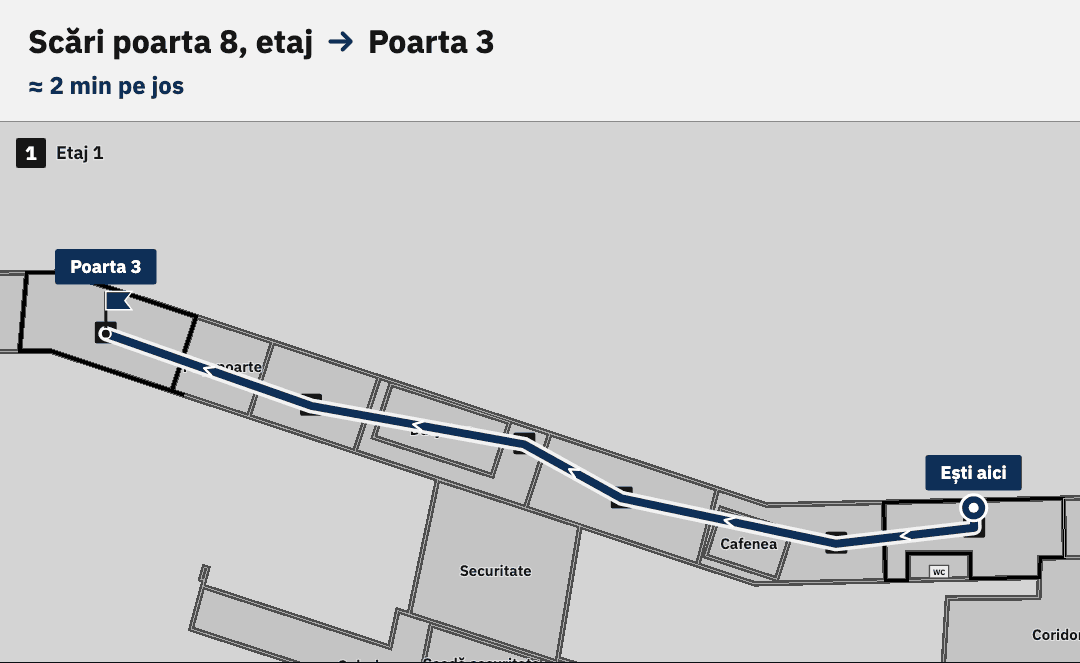 Scări poarta 8, etaj → Poarta 3
≈ 2 min pe jos
1 Etaj 1
Poarta 3
Ești aici
Cafenea
WC
Securitate
Corido